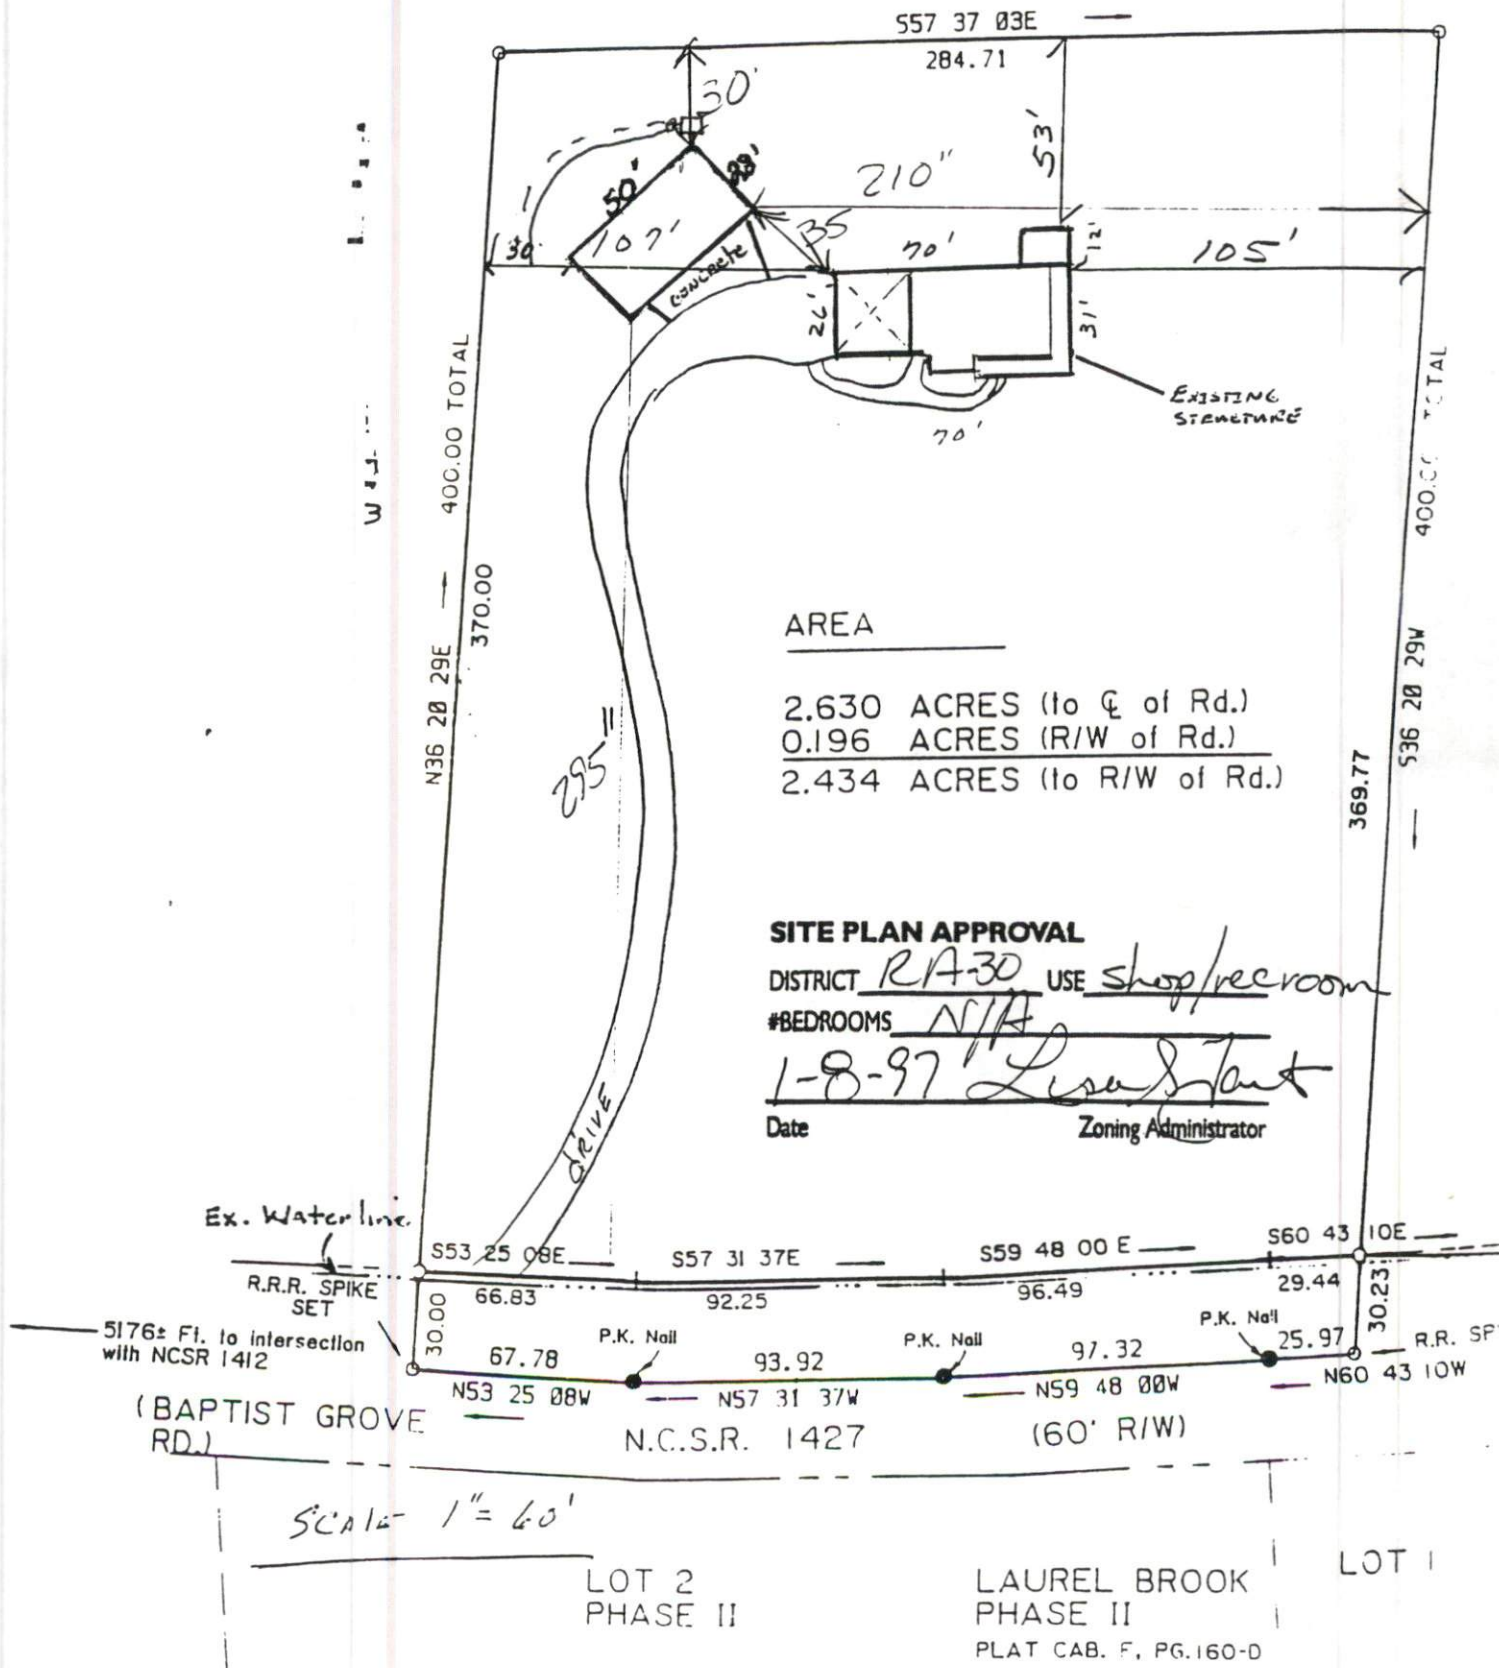 S57 37 03E
284.71
30'
53'
50'
210"
30'
107'
35
70'
12'
105'
CONCRETE
26'
31'
EXISTING
STRUCTURE
70'
400.00 TOTAL
370.00
N36 20 29E
TOTAL
S36 20 29W
369.77
AREA
2.630 ACRES (to ℄ of Rd.)
0.196 ACRES (R/W of Rd.)
2.434 ACRES (to R/W of Rd.)
295"
SITE PLAN APPROVAL
DISTRICT RA-30 USE shop/recroom
#BEDROOMS N/A
1-8-97 Lisa S
Date Zoning Administrator
DRIVE
Ex. Waterline
S53 25 08E
S57 31 37E
S59 48 00 E
S60 43 10E
R.R.R. SPIKE
SET
66.83
92.25
96.49
29.44
30.00
30.23
5176± Ft. to intersection
with NCSR 1412
P.K. Nail
P.K. Nail
P.K. Nail
67.78
93.92
97.32
25.97
R.R. SP
N53 25 08W
N57 31 37W
N59 48 00W
N60 43 10W
(BAPTIST GROVE
RD.)
N.C.S.R. 1427
(60' R/W)
SCALE 1"= 60'
LOT 2
PHASE II
LAUREL BROOK
PHASE II
PLAT CAB. F, PG.160-D
LOT 1